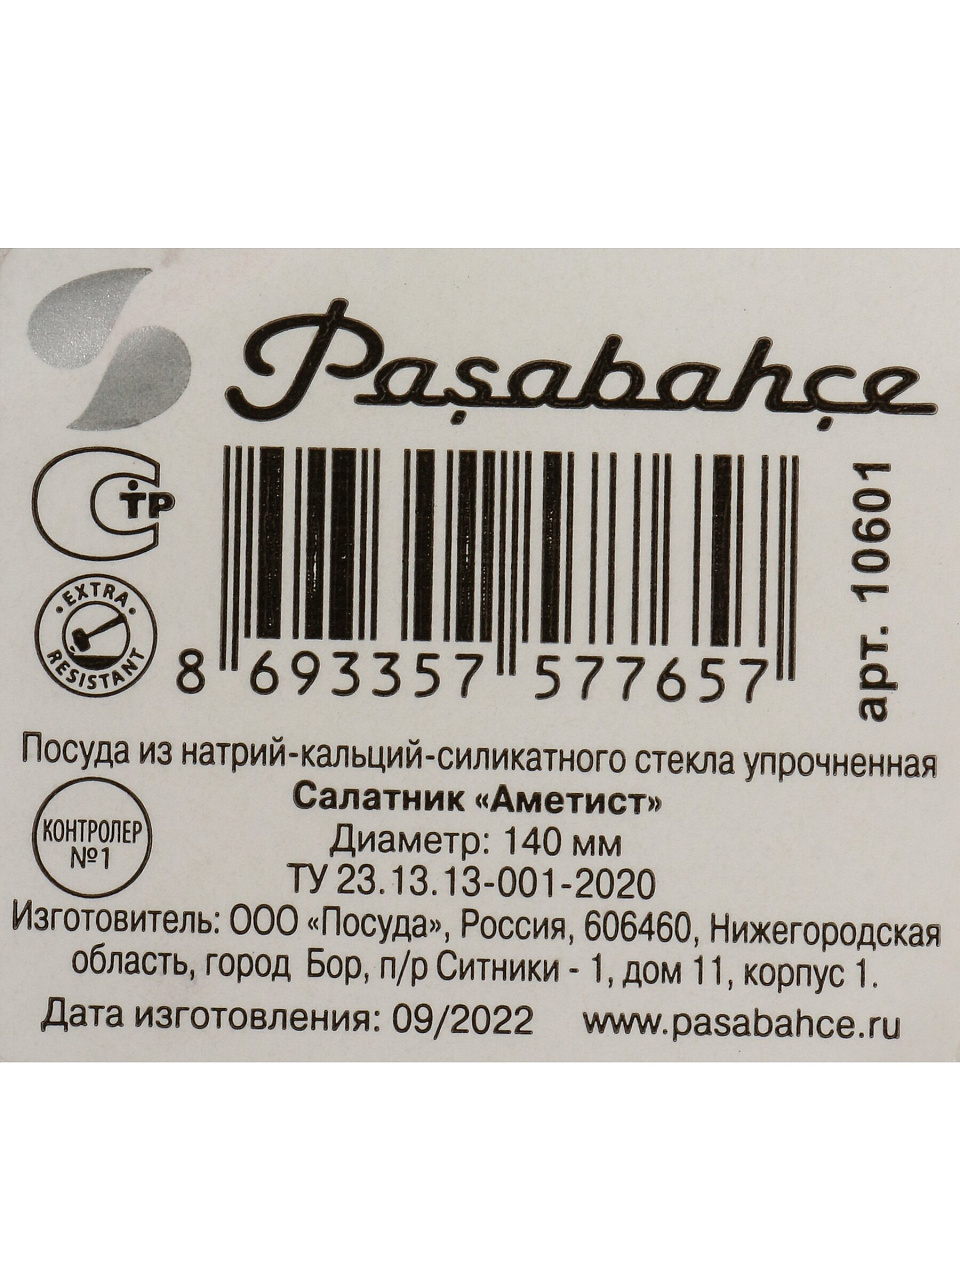 Paşabahçe
СТР
EXTRA
RESISTANT
8 693357 577657
арт. 10601
Посуда из натрий-кальций-силикатного стекла упрочненная
Салатник «Аметист»
КОНТРОЛЕР
№1
Диаметр: 140 мм
ТУ 23.13.13-001-2020
Изготовитель: ООО «Посуда», Россия, 606460, Нижегородская
область, город Бор, п/р Ситники - 1, дом 11, корпус 1.
Дата изготовления: 09/2022 www.pasabahce.ru